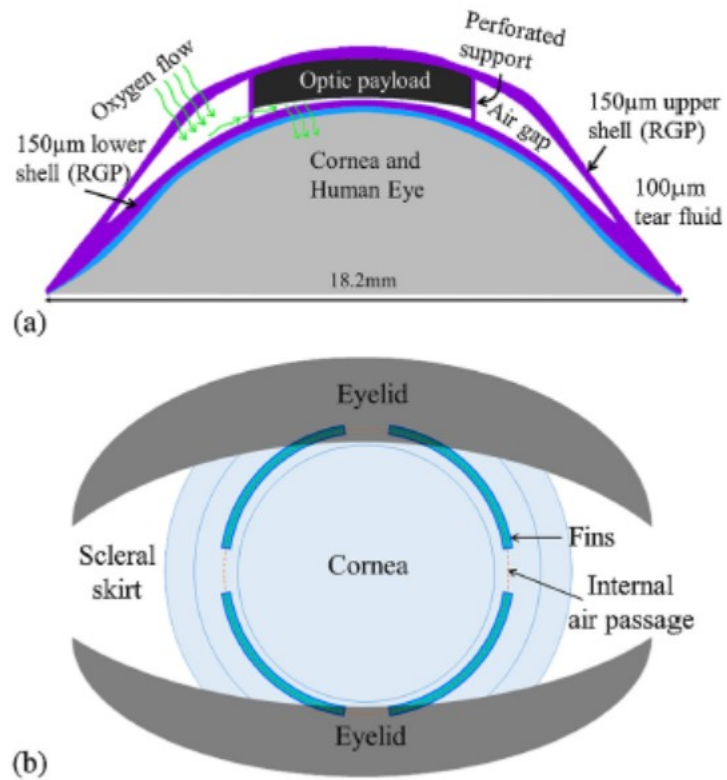 Oxygen flow
Optic payload
Perforated
support
150μm lower
shell (RGP)
Air gap
150μm upper
shell (RGP)
Cornea and
Human Eye
100μm
tear fluid
18.2mm
(a)
Eyelid
Scleral
skirt
Cornea
Fins
Internal
air passage
Eyelid
(b)